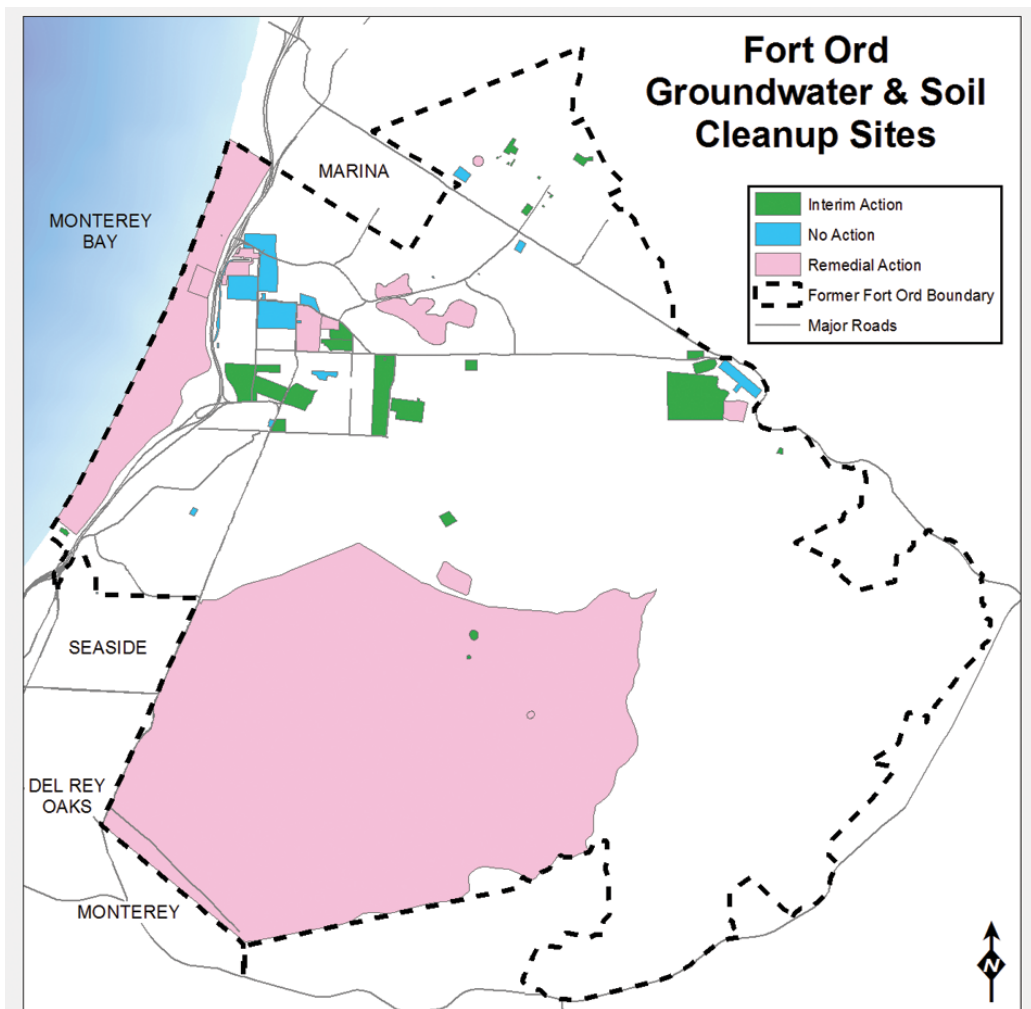 Fort Ord
Groundwater & Soil
Cleanup Sites
MARINA
MONTEREY
BAY
Interim Action
No Action
Remedial Action
Former Fort Ord Boundary
Major Roads
SEASIDE
DEL REY
OAKS
MONTEREY
N